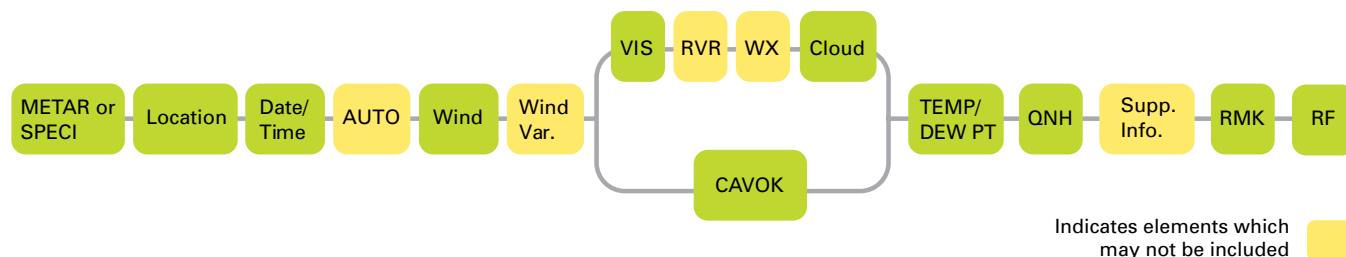 METAR or
SPECI
Location
Date/
Time
AUTO
Wind
Wind
Var.
VIS
RVR
WX
Cloud
CAVOK
TEMP/
DEW PT
QNH
Supp.
Info.
RMK
RF
Indicates elements which
may not be included